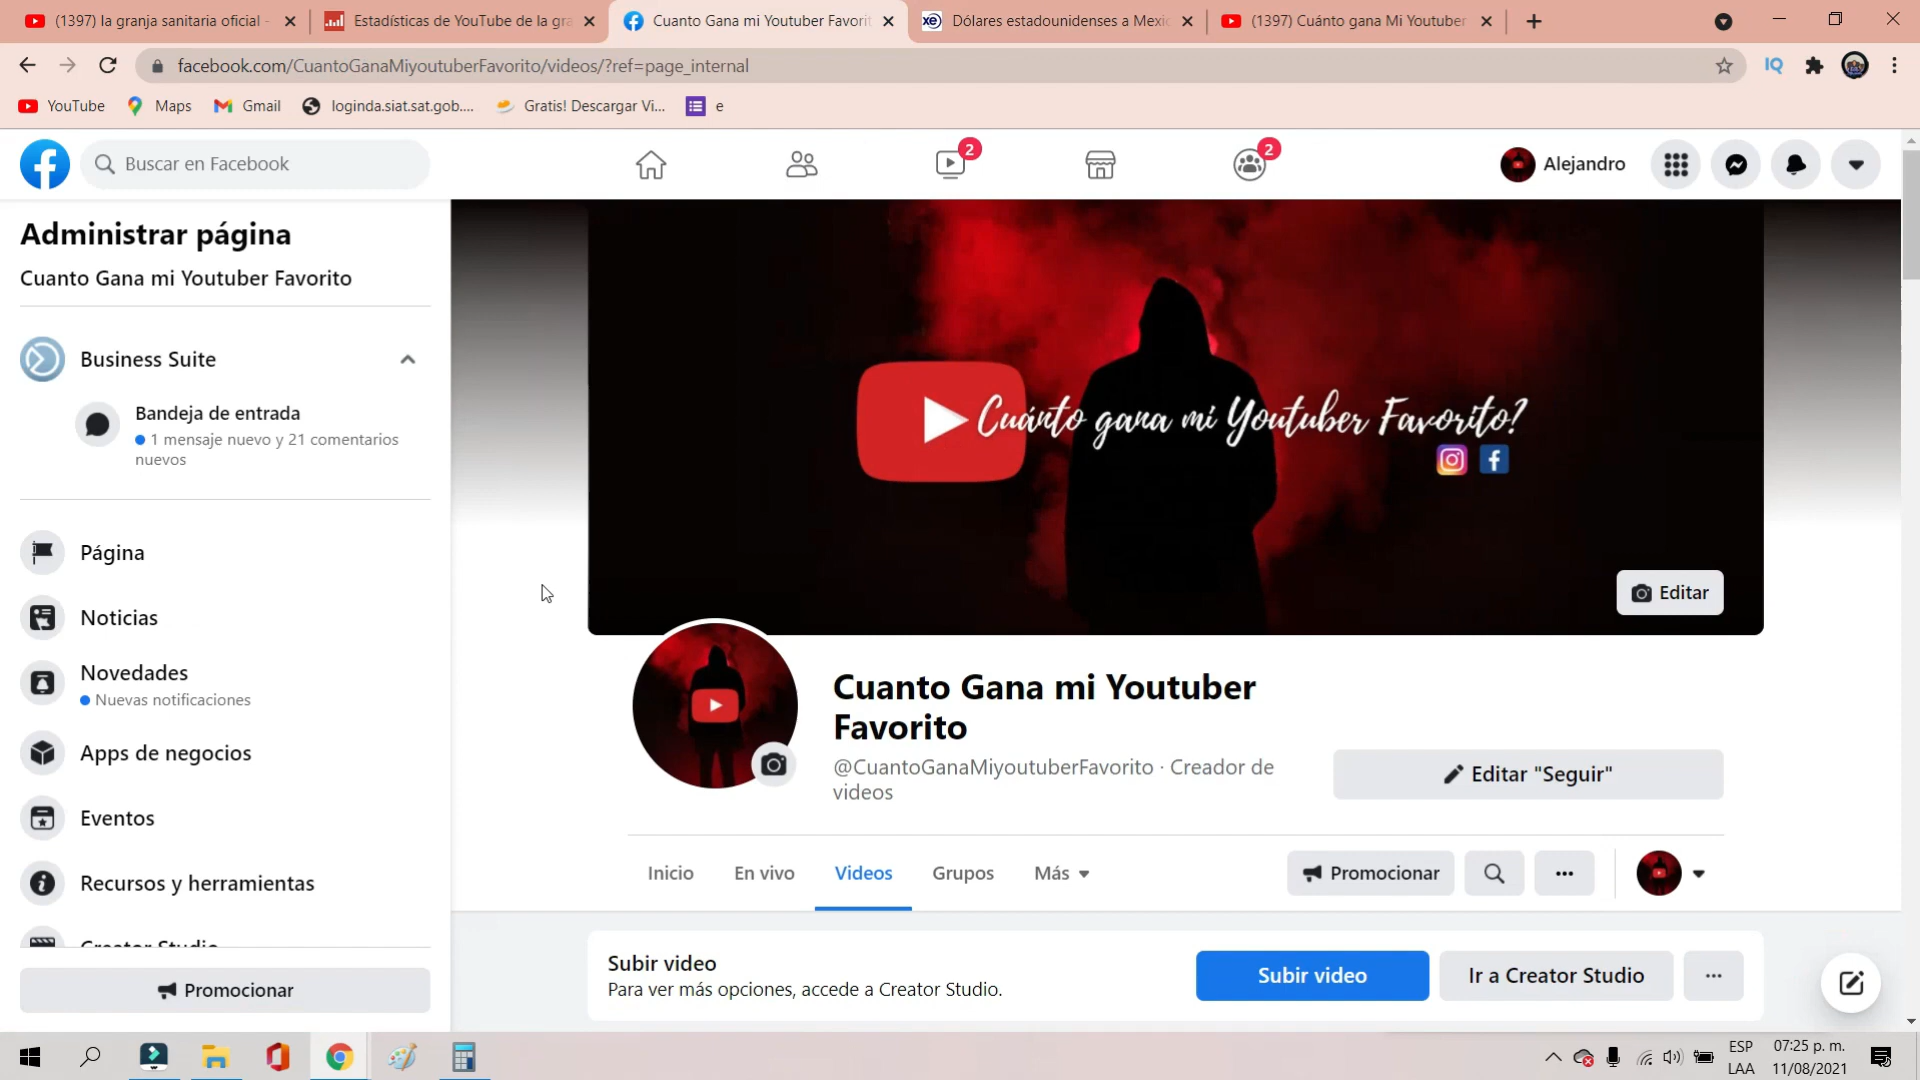 (1397) la granja sanitaria oficial -
Estadísticas de YouTube de la gra
Cuanto Gana mi Youtuber Favorit
Dólares estadounidenses a Mexic
(1397) Cuánto gana Mi Youtuber
facebook.com/CuantoGanaMiyoutuberFavorito/videos/?ref=page_internal
YouTube
Maps
Gmail
loginda.siat.sat.gob....
Gratis! Descargar Vi...
e
Buscar en Facebook
2
2
Alejandro
Administrar página
Cuanto Gana mi Youtuber Favorito
Business Suite
Bandeja de entrada
1 mensaje nuevo y 21 comentarios
nuevos
Página
Noticias
Novedades
Nuevas notificaciones
Apps de negocios
Eventos
Recursos y herramientas
Creator Studio
Promocionar
Cuánto gana mi Youtuber Favorito?
Editar
Cuanto Gana mi Youtuber
Favorito
@CuantoGanaMiyoutuberFavorito · Creador de
videos
Editar "Seguir"
Inicio
En vivo
Videos
Grupos
Más
Promocionar
Subir video
Para ver más opciones, accede a Creator Studio.
Subir video
Ir a Creator Studio
ESP
LAA
07:25 p. m.
11/08/2021